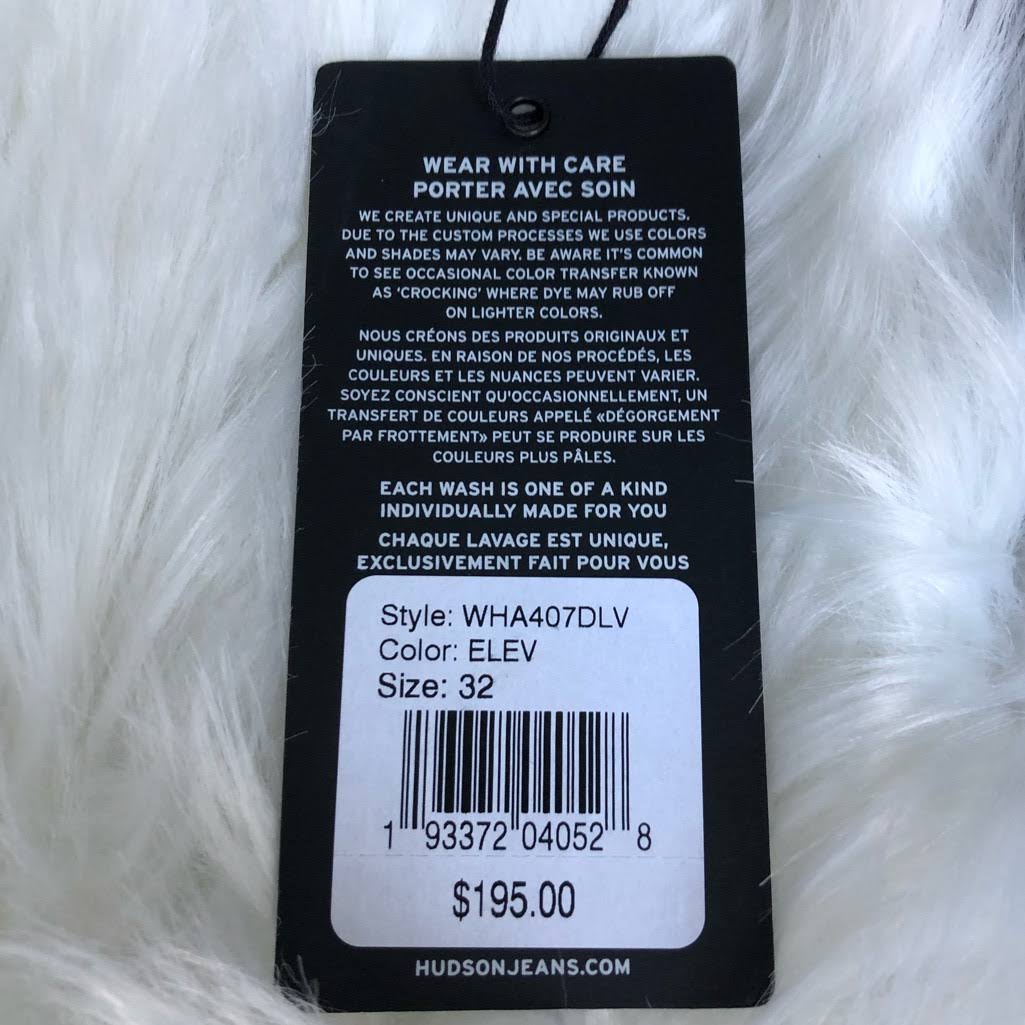 WEAR WITH CARE
PORTER AVEC SOIN
WE CREATE UNIQUE AND SPECIAL PRODUCTS.
DUE TO THE CUSTOM PROCESSES WE USE COLORS
AND SHADES MAY VARY. BE AWARE IT'S COMMON
TO SEE OCCASIONAL COLOR TRANSFER KNOWN
AS ‘CROCKING’ WHERE DYE MAY RUB OFF
ON LIGHTER COLORS.
NOUS CRÉONS DES PRODUITS ORIGINAUX ET
UNIQUES. EN RAISON DE NOS PROCÉDÉS, LES
COULEURS ET LES NUANCES PEUVENT VARIER.
SOYEZ CONSCIENT QU'OCCASIONNELLEMENT, UN
TRANSFERT DE COULEURS APPELÉ «DÉGORGEMENT
PAR FROTTEMENT» PEUT SE PRODUIRE SUR LES
COULEURS PLUS PÂLES.
EACH WASH IS ONE OF A KIND
INDIVIDUALLY MADE FOR YOU
CHAQUE LAVAGE EST UNIQUE,
EXCLUSIVEMENT FAIT POUR VOUS
Style: WHA407DLV
Color: ELEV
Size: 32
1 93372 04052 8
$195.00
HUDSONJEANS.COM